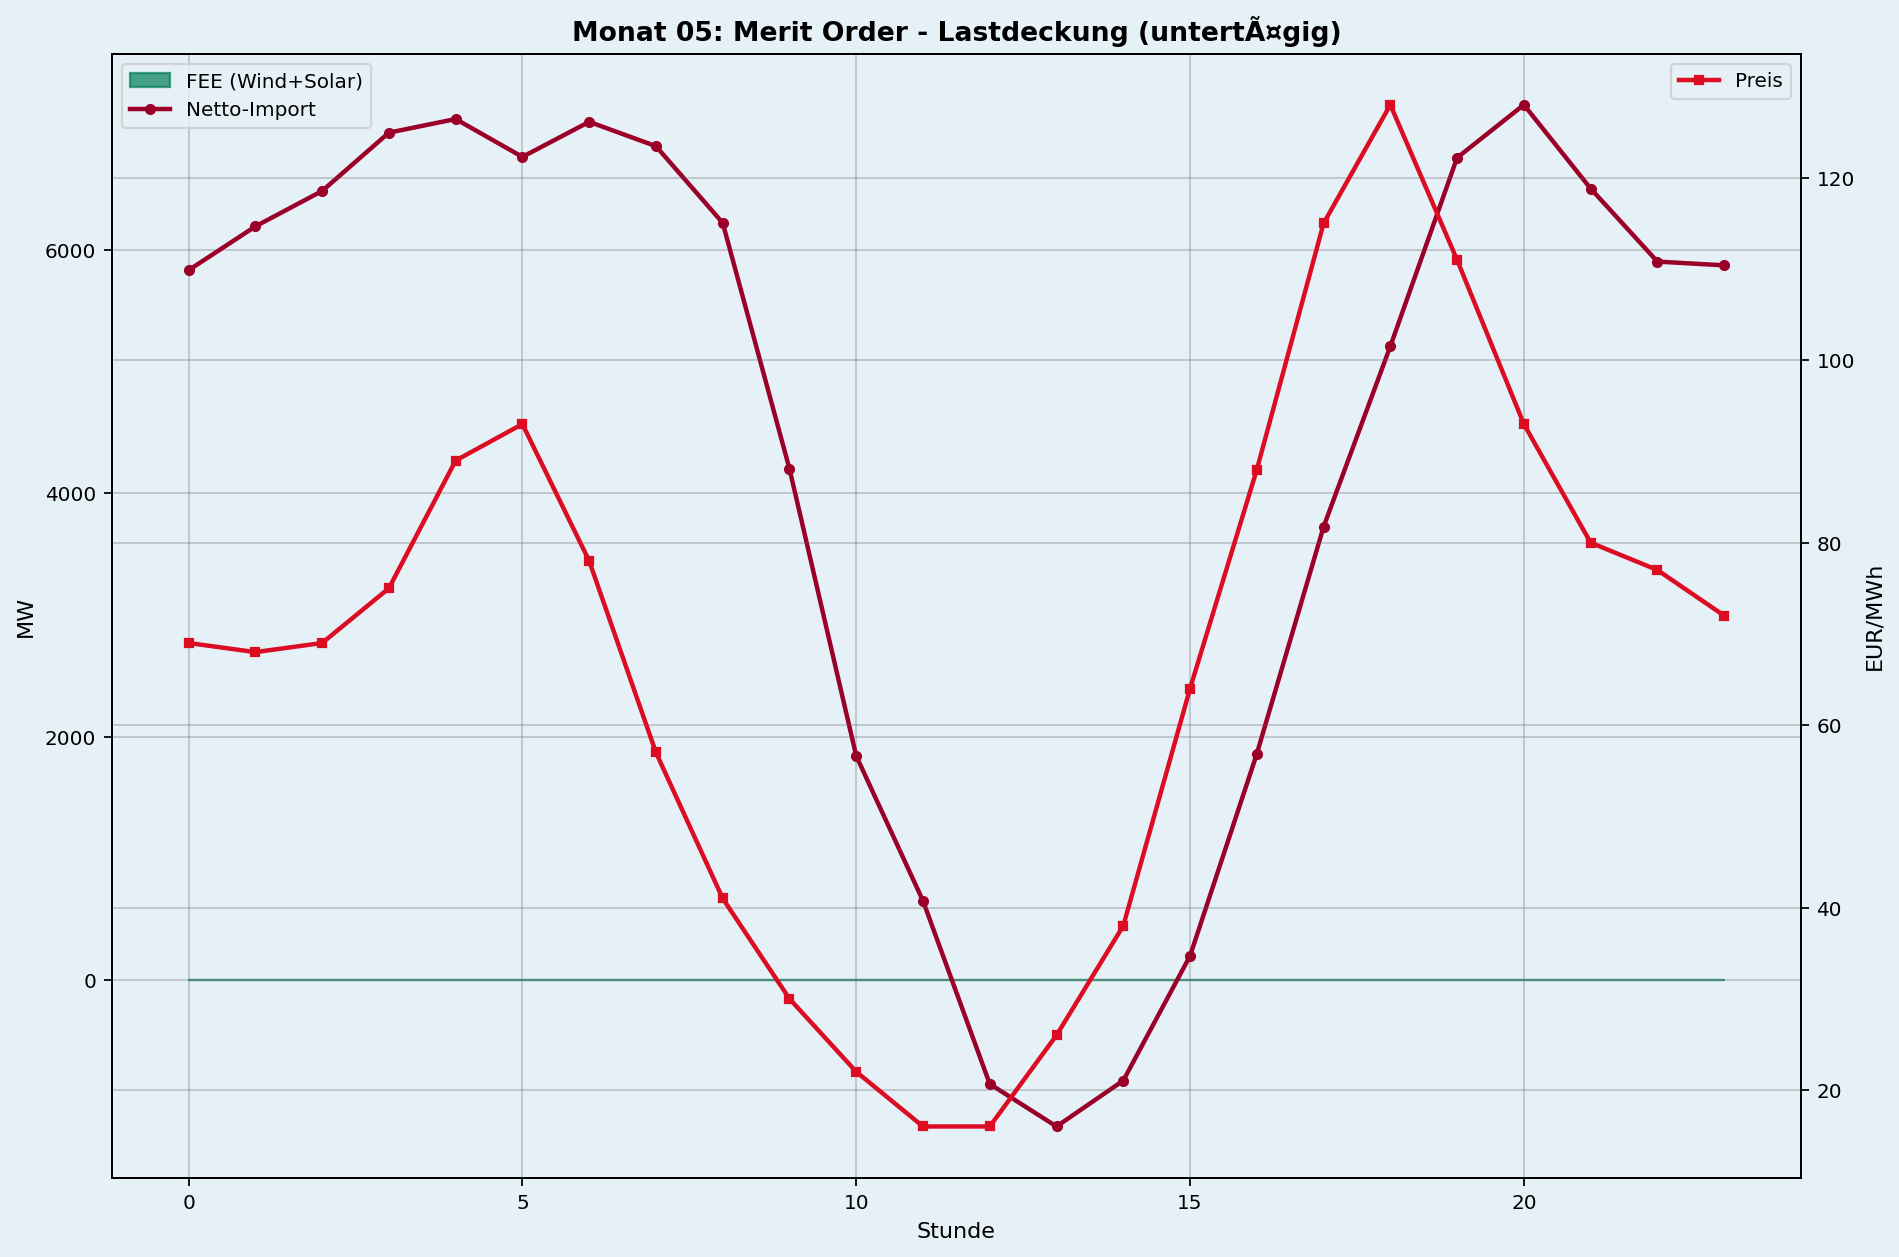 Monat 05: Merit Order - Lastdeckung (untertÃ¤gig)
FEE (Wind+Solar)
Netto-Import
Preis
6000
4000
2000
0
MW
120
100
80
60
40
20
EUR/MWh
0
5
10
15
20
Stunde